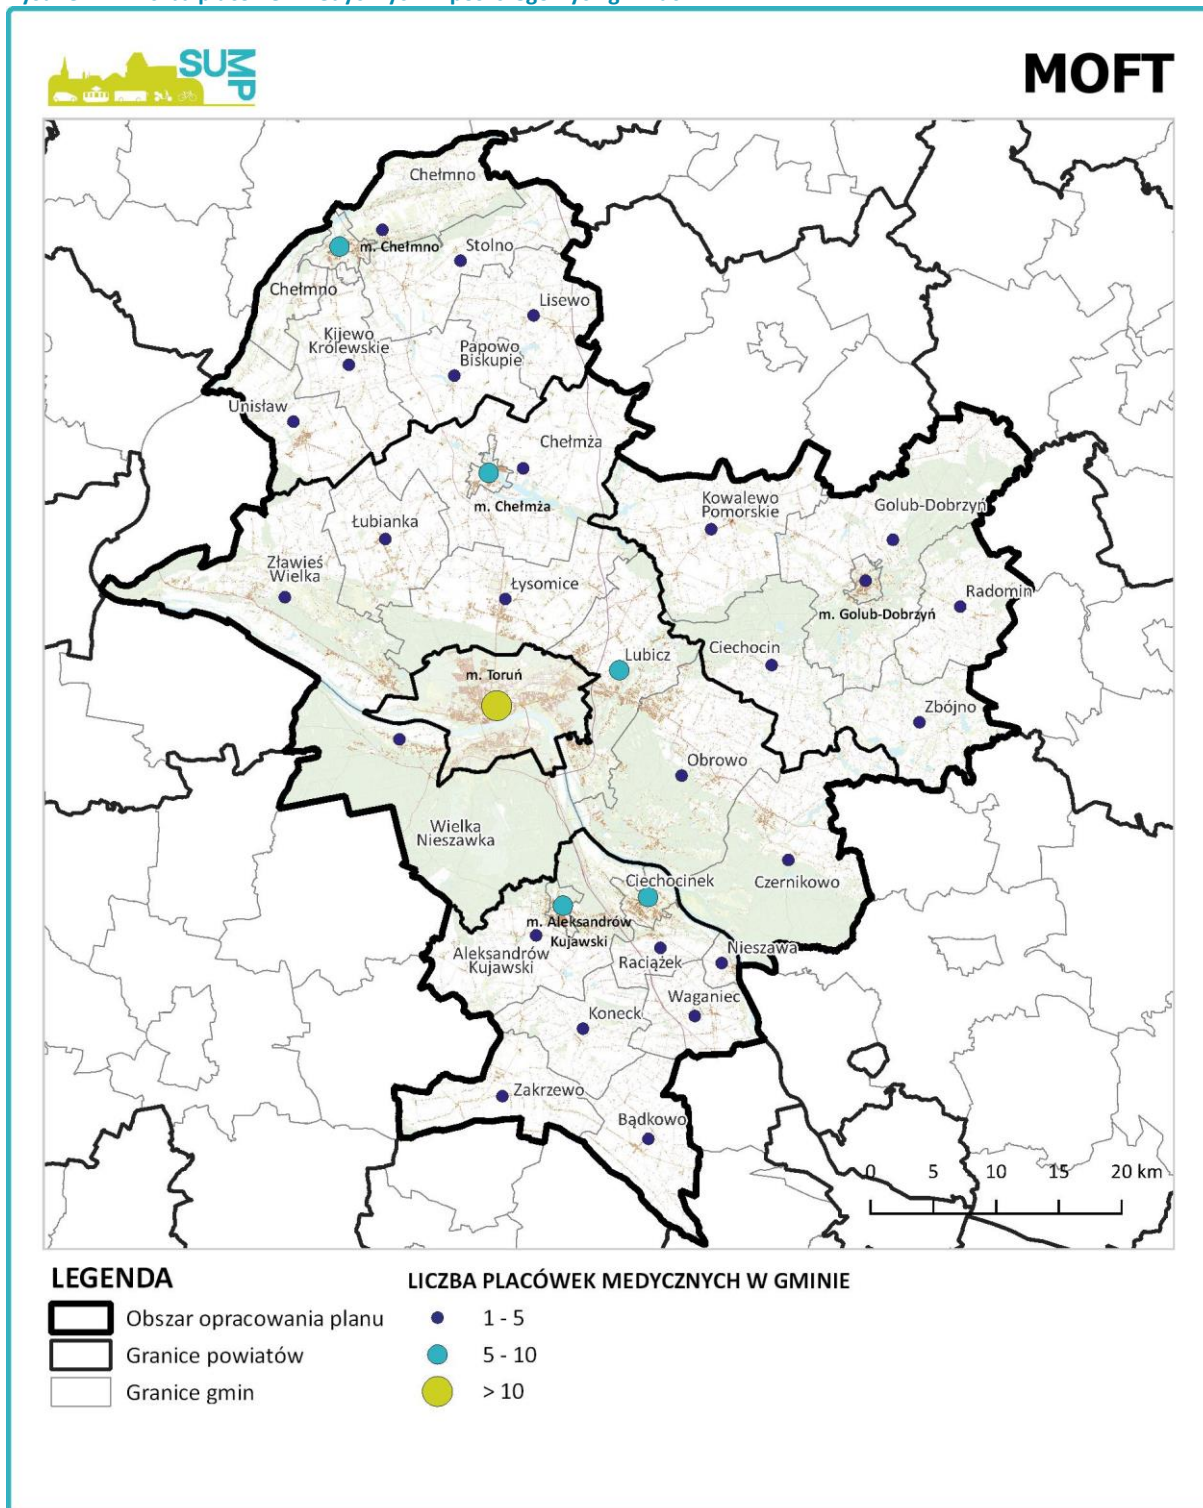 SUMP
MOFT
Chełmno
m. Chełmno
Stolno
Chełmno
Lisewo
Kijewo
Królewskie
Papowo
Biskupie
Unisław
Chełmża
m. Chełmża
Kowalewo
Pomorskie
Golub-Dobrzyń
Łubianka
Zławieś
Wielka
Łysomice
Radomin
m. Golub-Dobrzyń
Lubicz
Ciechocin
m. Toruń
Zbójno
Obrowo
Wielka
Nieszawka
Ciechocinek
Czernikowo
m. Aleksandrów
Kujawski
Aleksandrów
Kujawski
Raciążek
Nieszawa
Waganiec
Koneck
Zakrzewo
Bądkowo
0 5 10 15 20 km
LEGENDA
Obszar opracowania planu
Granice powiatów
Granice gmin
LICZBA PLACÓWEK MEDYCZNYCH W GMINIE
1 - 5
5 - 10
> 10